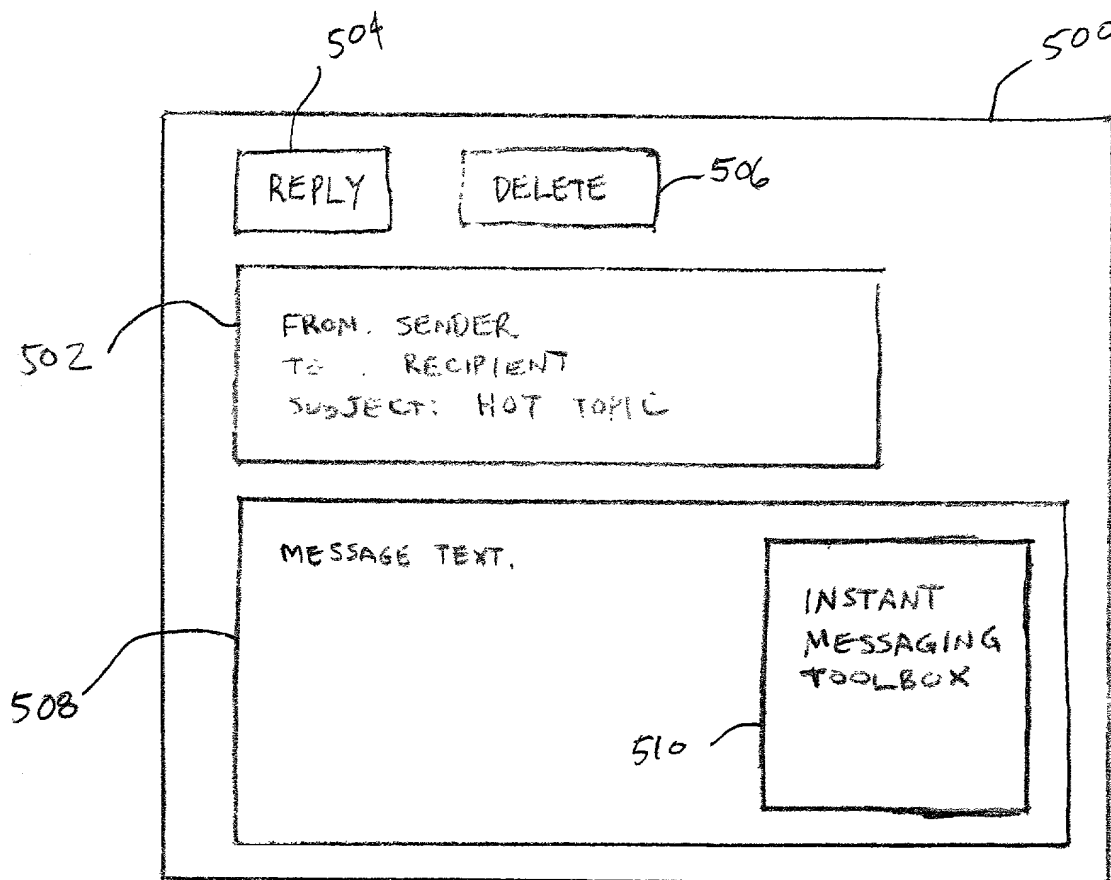 504
500
REPLY
DELETE
506
502
FROM. SENDER
TO . RECIPIENT
SUBJECT: HOT TOPIC
508
MESSAGE TEXT.
INSTANT
MESSAGING
TOOLBOX
510